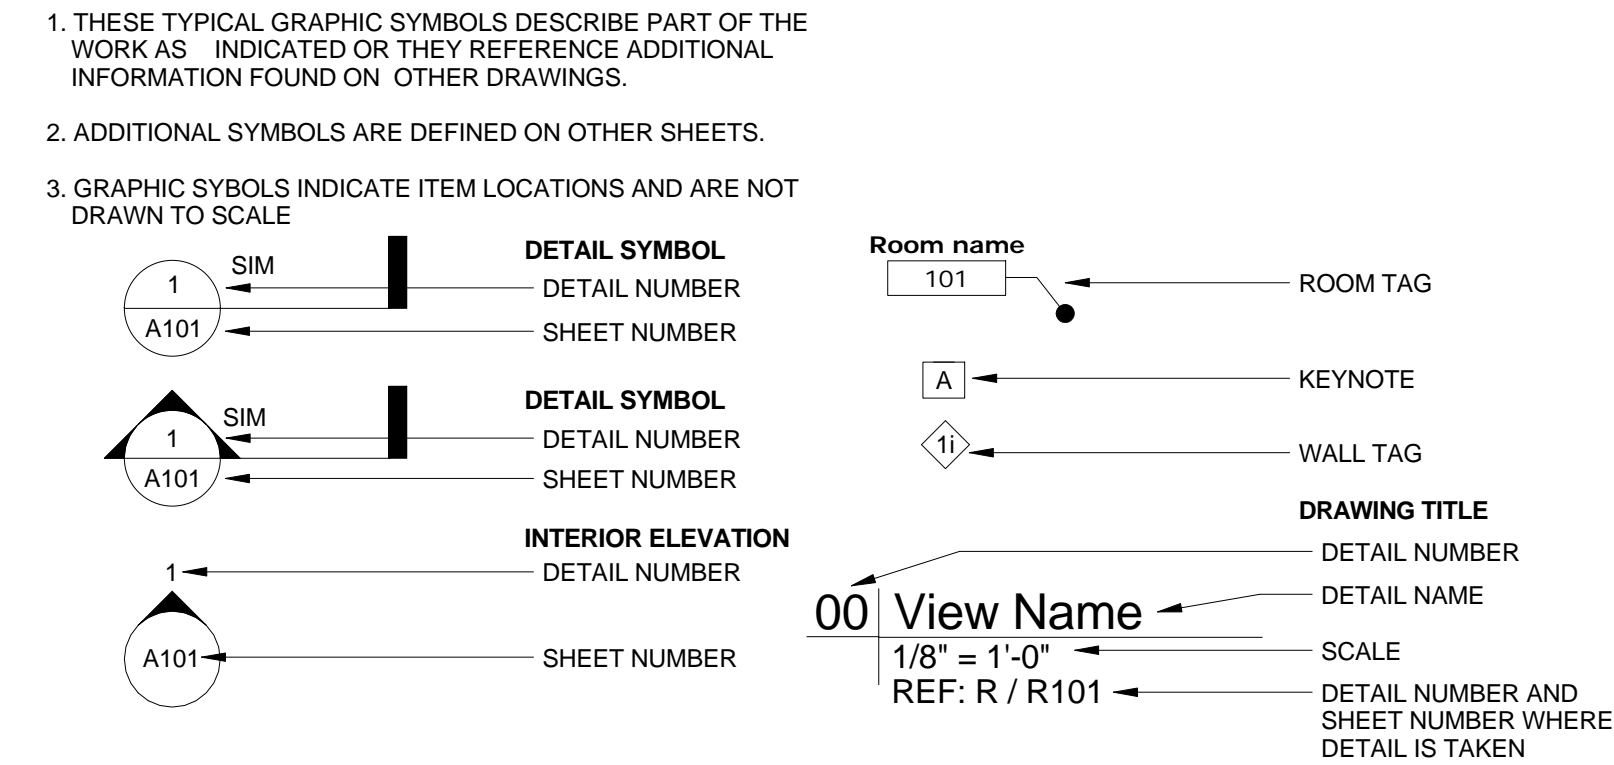 1. THESE TYPICAL GRAPHIC SYMBOLS DESCRIBE PART OF THE
WORK AS INDICATED OR THEY REFERENCE ADDITIONAL
INFORMATION FOUND ON OTHER DRAWINGS.
2. ADDITIONAL SYMBOLS ARE DEFINED ON OTHER SHEETS.
3. GRAPHIC SYBOLS INDICATE ITEM LOCATIONS AND ARE NOT
DRAWN TO SCALE
DETAIL SYMBOL
1
SIM
DETAIL NUMBER
A101
SHEET NUMBER
DETAIL SYMBOL
1
SIM
DETAIL NUMBER
A101
SHEET NUMBER
INTERIOR ELEVATION
1
DETAIL NUMBER
A101
SHEET NUMBER
Room name
101
ROOM TAG
A
KEYNOTE
1i
WALL TAG
DRAWING TITLE
DETAIL NUMBER
00
View Name
DETAIL NAME
1/8" = 1'-0"
SCALE
REF: R / R101
DETAIL NUMBER AND
SHEET NUMBER WHERE
DETAIL IS TAKEN